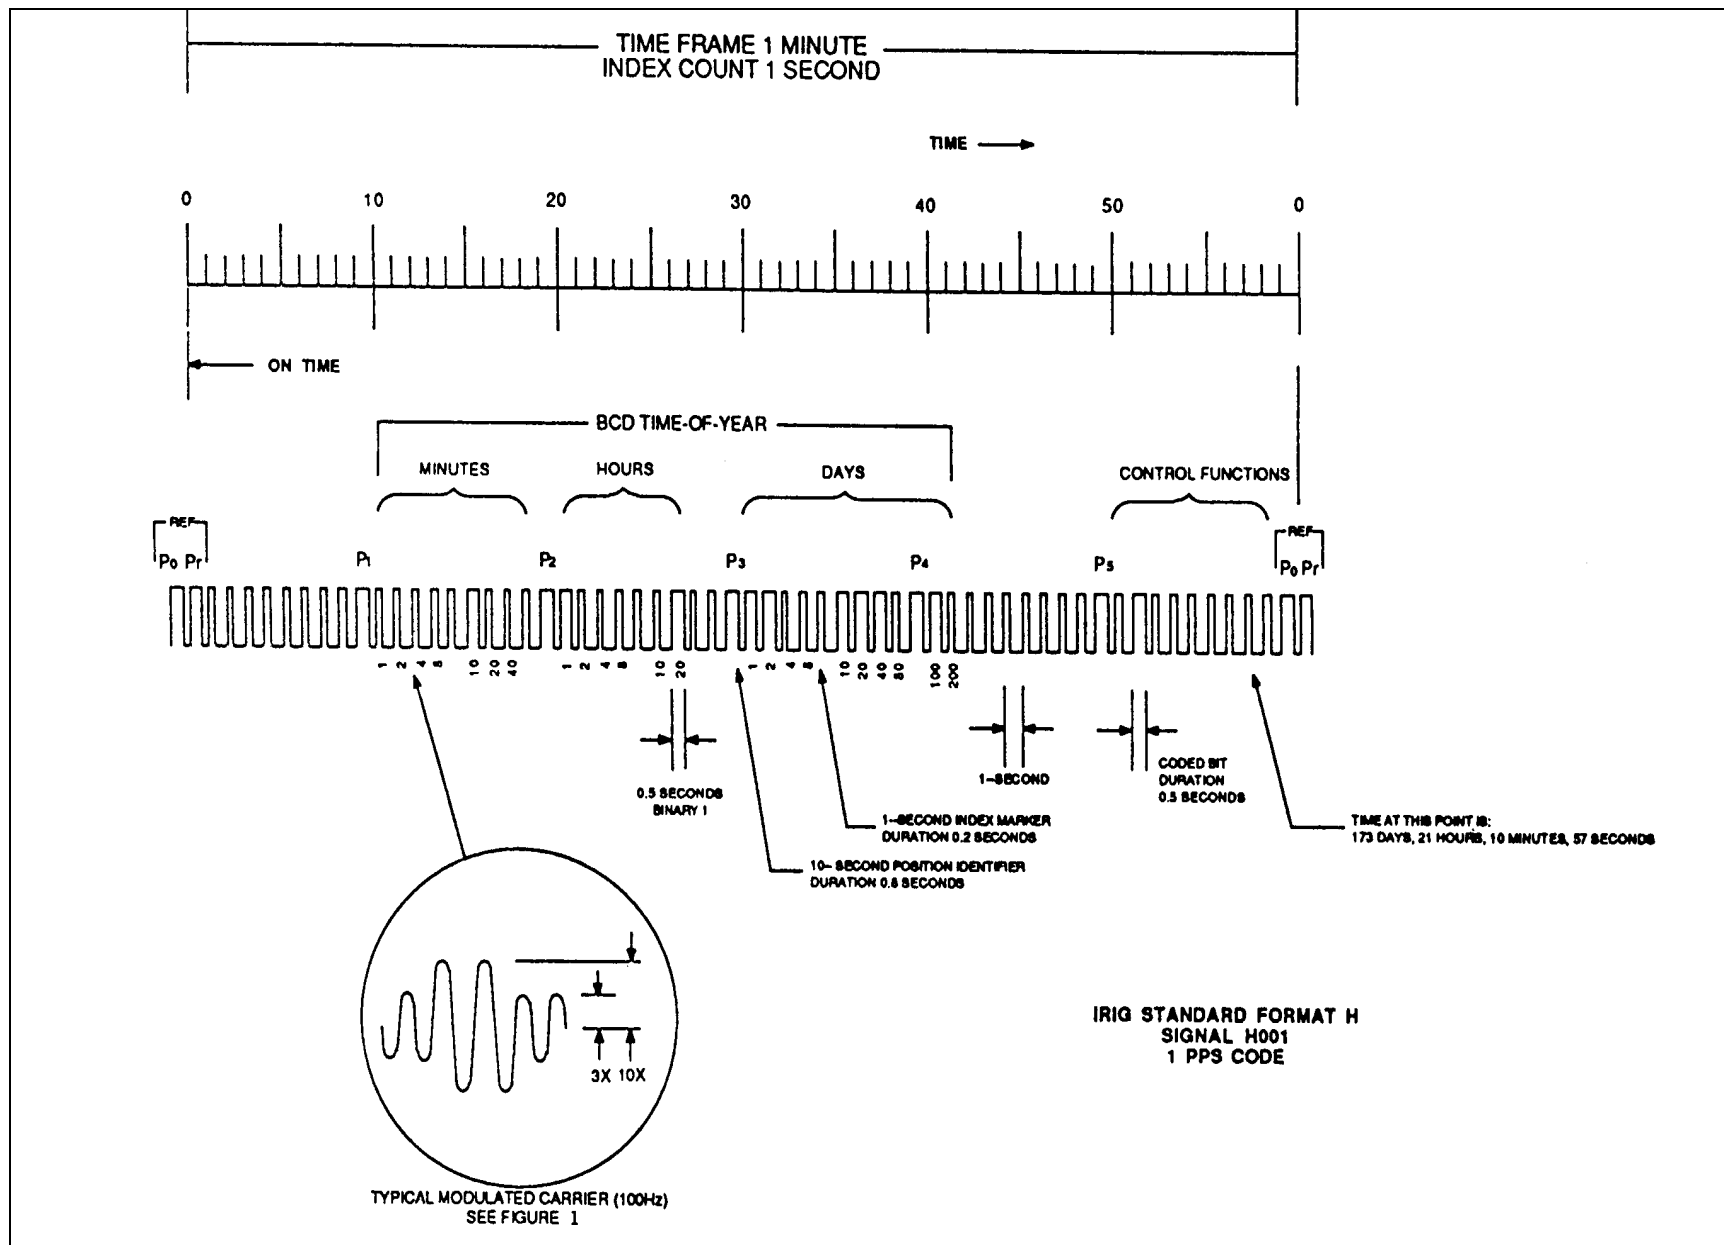 TIME FRAME 1 MINUTE
INDEX COUNT 1 SECOND
TIME
0 10 20 30 40 50 0
ON TIME
BCD TIME-OF-YEAR
MINUTES HOURS DAYS CONTROL FUNCTIONS
REF REF
P0 Pr P1 P2 P3 P4 P5 P0 Pr
1 2 4 8 10 20 40 1 2 4 8 10 20 1 2 4 8 10 20 40 80 100 200
0.5 SECONDS
BINARY 1
1-SECOND
CODED BIT
DURATION
0.5 SECONDS
1-SECOND INDEX MARKER
DURATION 0.2 SECONDS
TIME AT THIS POINT IS:
173 DAYS, 21 HOURS, 10 MINUTES, 57 SECONDS
10- SECOND POSITION IDENTIFIER
DURATION 0.8 SECONDS
3X 10X
IRIG STANDARD FORMAT H
SIGNAL H001
1 PPS CODE
TYPICAL MODULATED CARRIER (100Hz)
SEE FIGURE 1